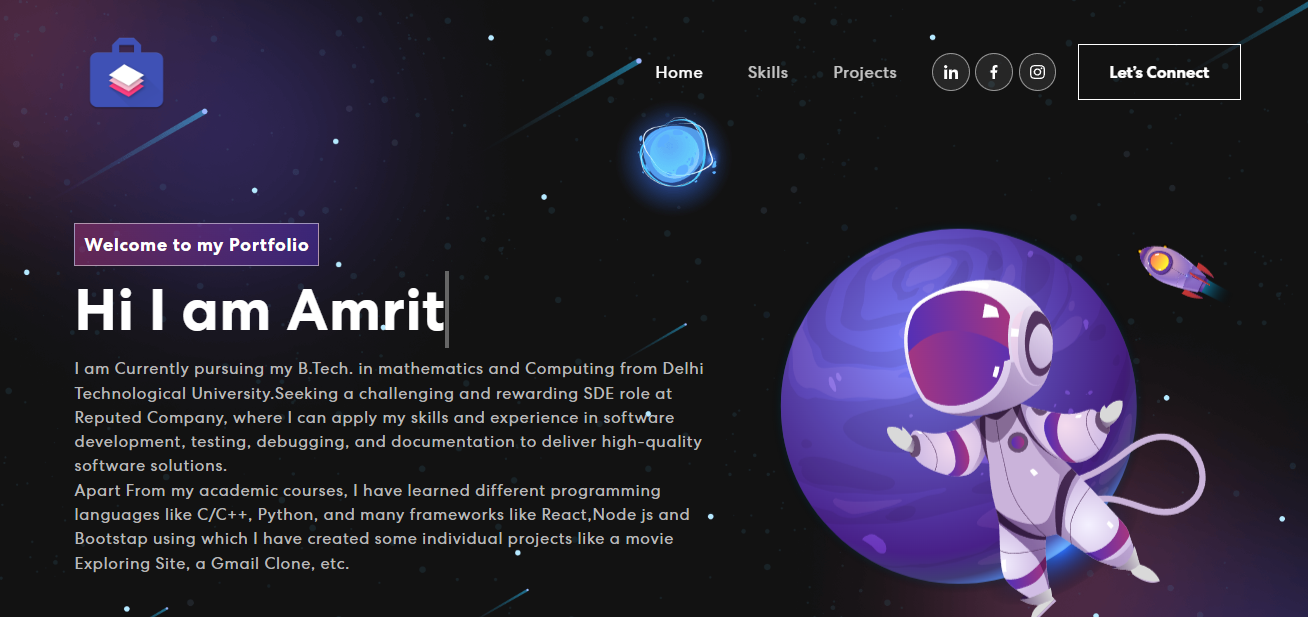 Home Skills Projects in f Let's Connect
Welcome to my Portfolio
Hi I am Amrit
I am Currently pursuing my B.Tech. in mathematics and Computing from Delhi
Technological University.Seeking a challenging and rewarding SDE role at
Reputed Company, where I can apply my skills and experience in software
development, testing, debugging, and documentation to deliver high-quality
software solutions.
Apart From my academic courses, I have learned different programming
languages like C/C++, Python, and many frameworks like React,Node js and
Bootstap using which I have created some individual projects like a movie
Exploring Site, a Gmail Clone, etc.